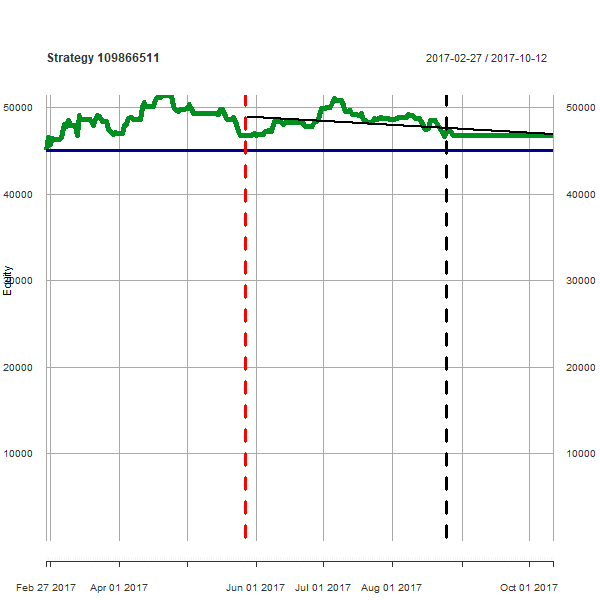 Strategy 109866511
2017-02-27 / 2017-10-12
50000
50000
40000
40000
30000
30000
Equity
20000
20000
10000
10000
Feb 27 2017
Apr 01 2017
Jun 01 2017
Jul 01 2017
Aug 01 2017
Oct 01 2017